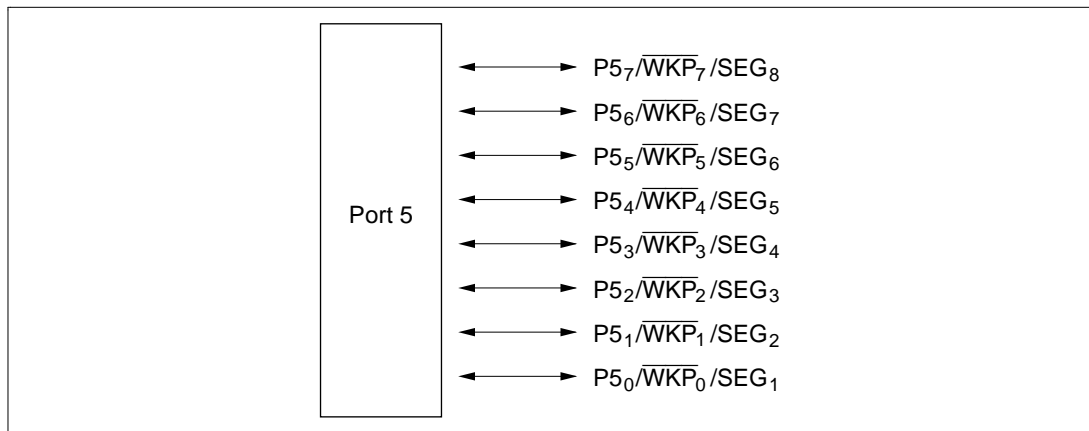 Port 5
P5₇/W̅K̅P̅₇/SEG₈
P5₆/W̅K̅P̅₆/SEG₇
P5₅/W̅K̅P̅₅/SEG₆
P5₄/W̅K̅P̅₄/SEG₅
P5₃/W̅K̅P̅₃/SEG₄
P5₂/W̅K̅P̅₂/SEG₃
P5₁/W̅K̅P̅₁/SEG₂
P5₀/W̅K̅P̅₀/SEG₁